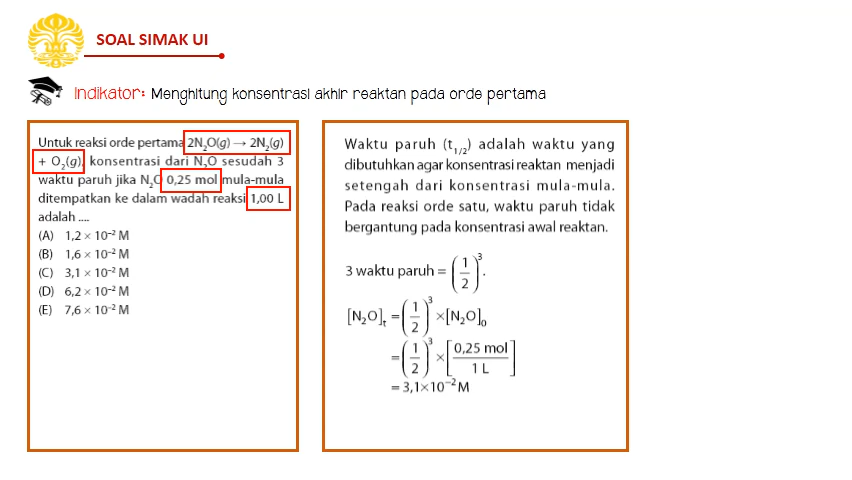 SOAL SIMAK UI
Indikator: Menghitung konsentrasi akhir reaktan pada orde pertama
Untuk reaksi orde pertama 2N₂O(g) → 2N₂(g)
+ O₂(g), konsentrasi dari N₂O sesudah 3
waktu paruh jika N₂O 0,25 mol mula-mula
ditempatkan ke dalam wadah reaksi 1,00 L
adalah ....
(A) 1,2 × 10⁻² M
(B) 1,6 × 10⁻² M
(C) 3,1 × 10⁻² M
(D) 6,2 × 10⁻² M
(E) 7,6 × 10⁻² M
Waktu paruh (t₁/₂) adalah waktu yang
dibutuhkan agar konsentrasi reaktan menjadi
setengah dari konsentrasi mula-mula.
Pada reaksi orde satu, waktu paruh tidak
bergantung pada konsentrasi awal reaktan.
3 waktu paruh = (1/2)³.
[N₂O]ₜ = (1/2)³ ×[N₂O]₀
= (1/2)³ × [0,25 mol / 1 L]
= 3,1×10⁻² M